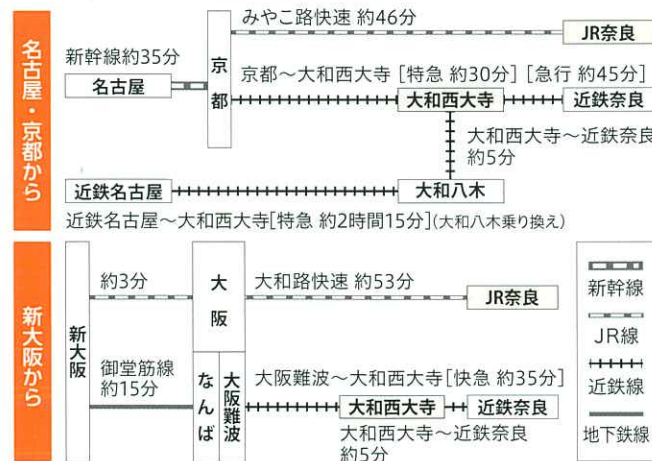 名古屋・京都から
みやこ路快速 約46分
JR奈良
新幹線約35分
名古屋
京都
京都～大和西大寺［特急 約30分］［急行 約45分］
大和西大寺
近鉄奈良
大和西大寺～近鉄奈良
約5分
近鉄名古屋
大和八木
近鉄名古屋～大和西大寺[特急 約2時間15分](大和八木乗り換え)
新大阪から
新大阪
約3分
大阪
大和路快速 約53分
JR奈良
御堂筋線
約15分
なんば
大阪難波
大阪難波～大和西大寺［快急 約35分］
大和西大寺
近鉄奈良
大和西大寺～近鉄奈良
約5分
新幹線
JR線
近鉄線
地下鉄線